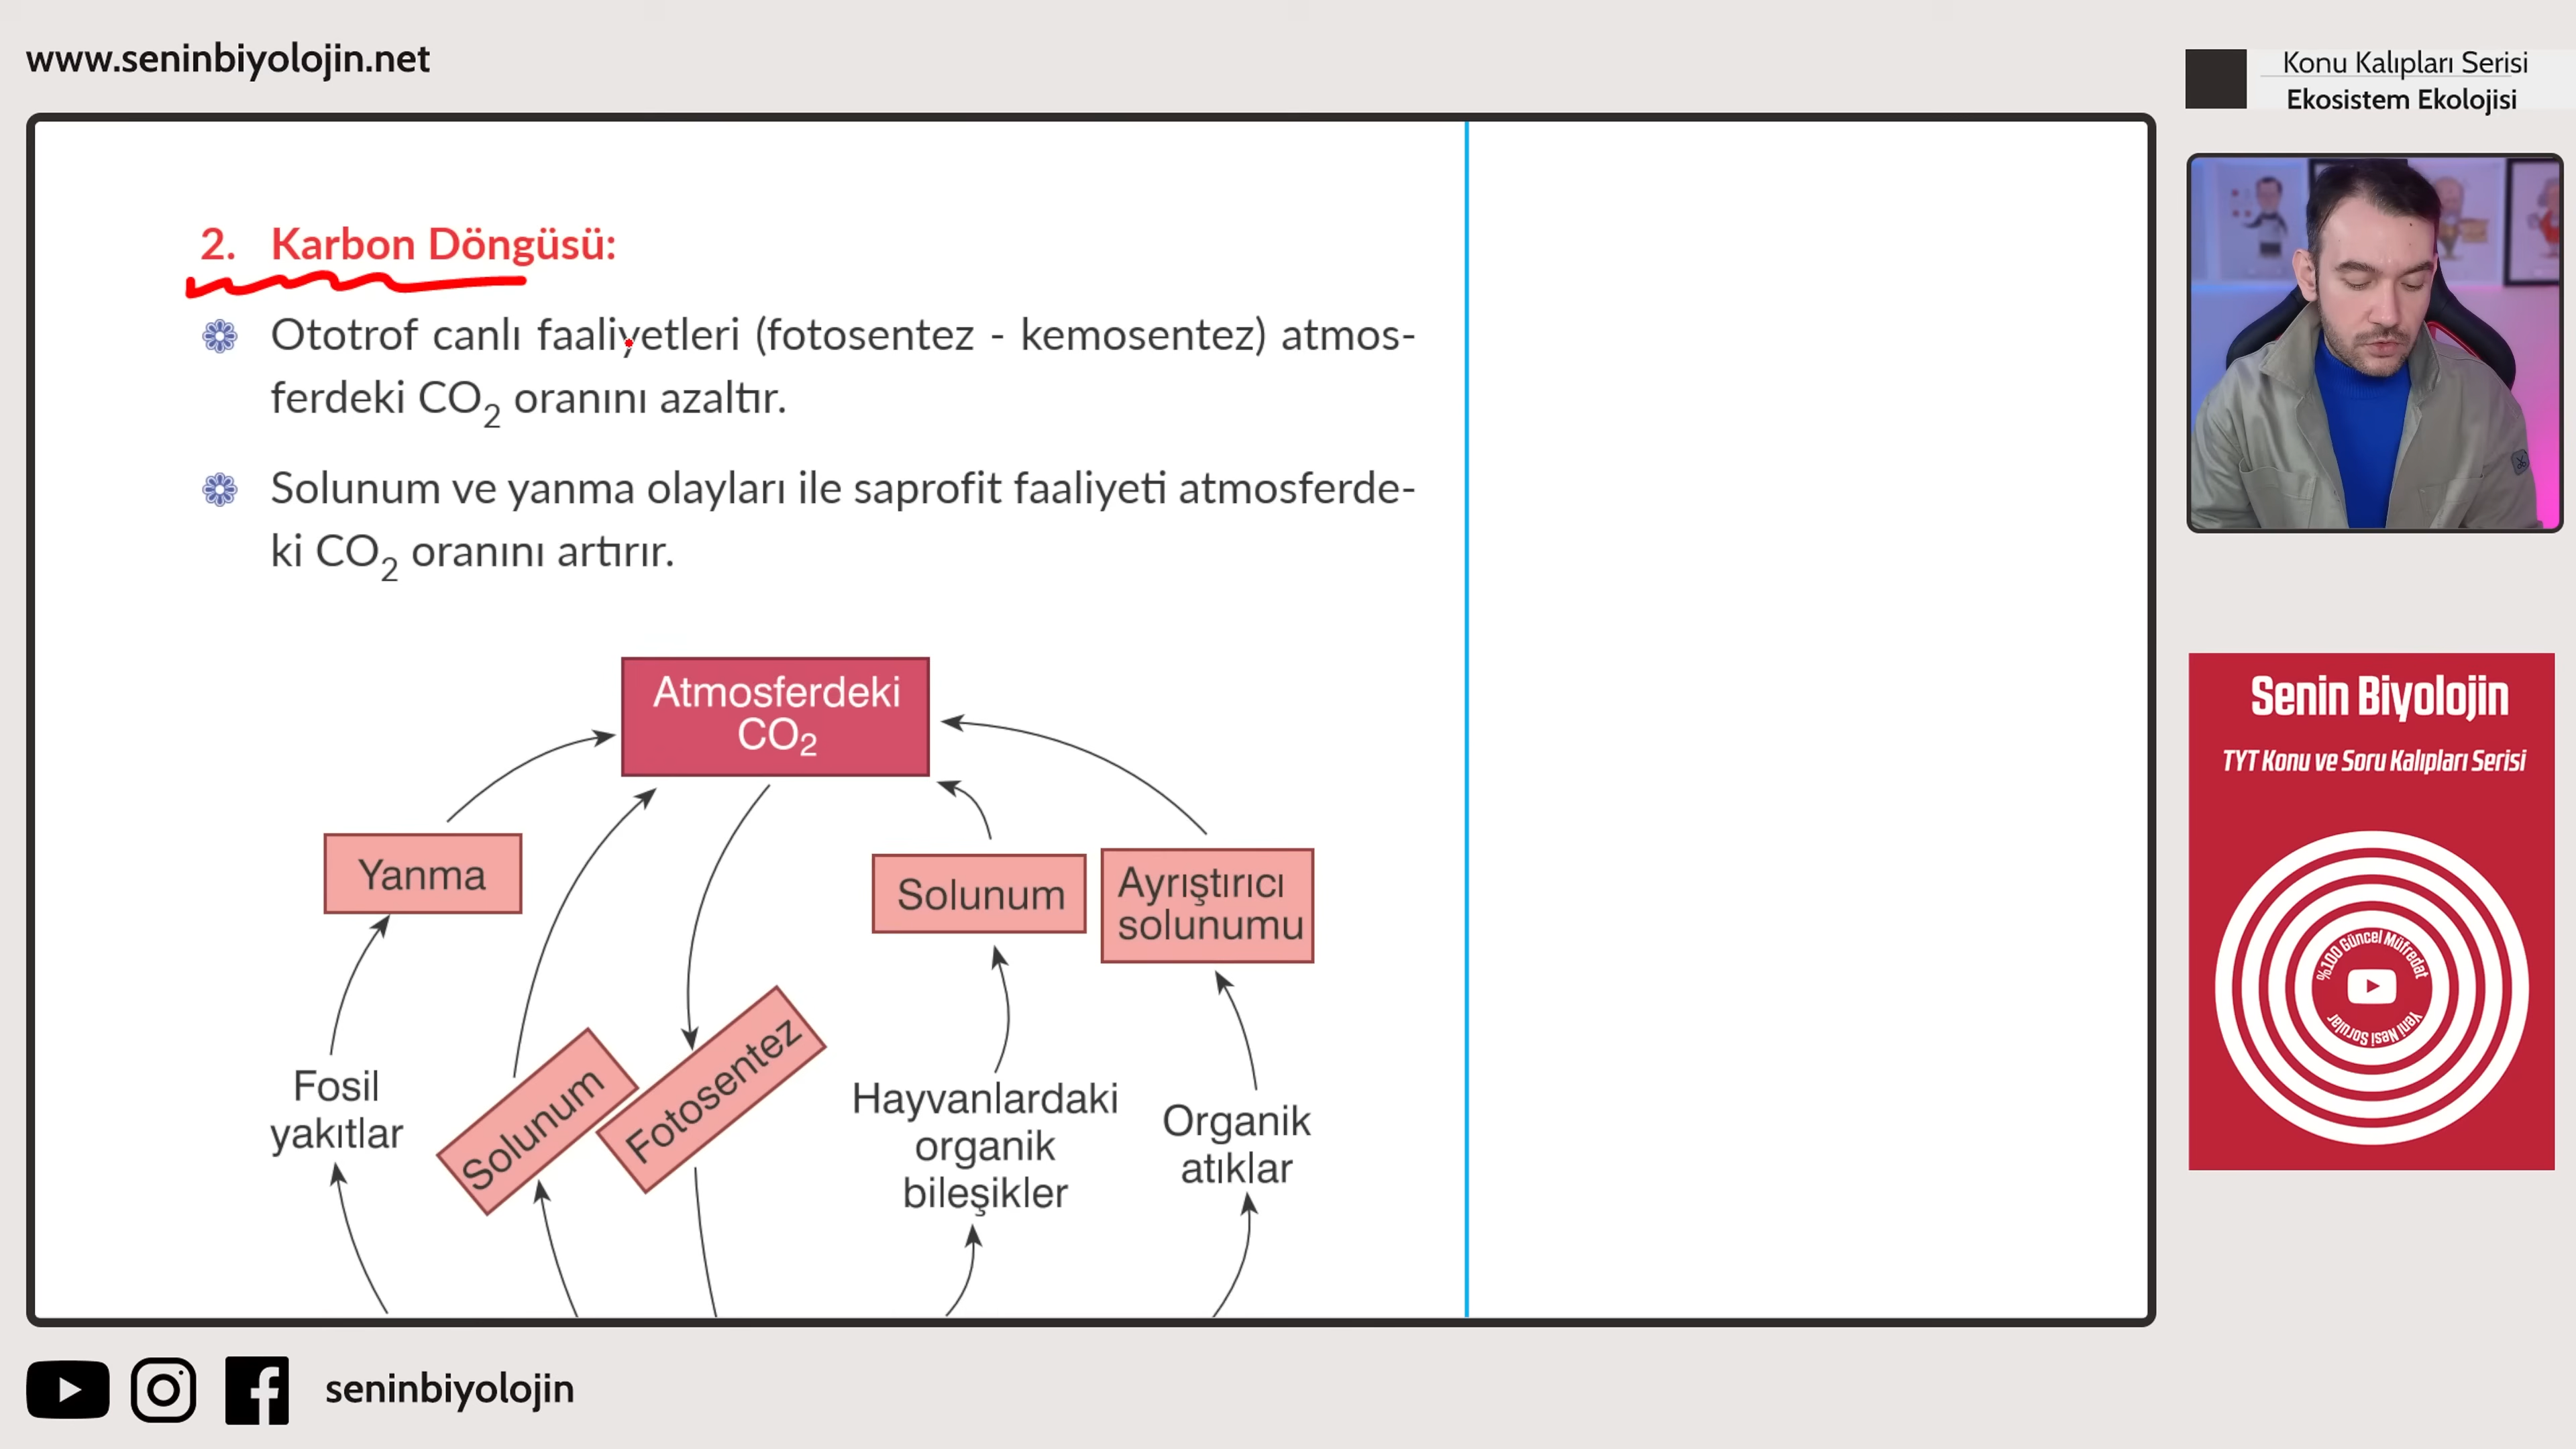 www.seninbiyolojin.net
Konu Kalıpları Serisi
Ekosistem Ekolojisi
2. Karbon Döngüsü:
Ototrof canlı faaliyetleri (fotosentez - kemosentez) atmos-
ferdeki CO₂ oranını azaltır.
Solunum ve yanma olayları ile saprofit faaliyeti atmosferde-
ki CO₂ oranını artırır.
Atmosferdeki
CO₂
Yanma
Solunum
Ayrıştırıcı
solunumu
Fosil
yakıtlar
Solunum
Fotosentez
Hayvanlardaki
organik
bileşikler
Organik
atıklar
Senin Biyolojin
TYT Konu ve Soru Kalıpları Serisi
%100 Güncel Müfredat
Yeni Nesil Sorular
seninbiyolojin